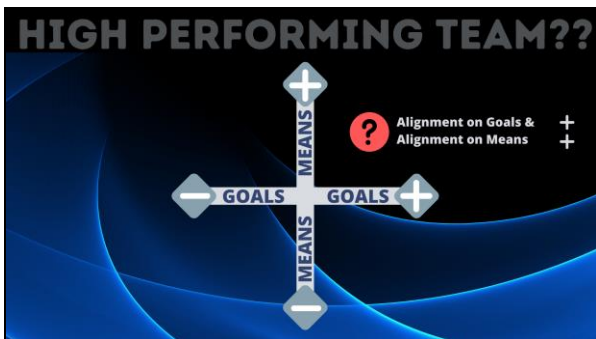 HIGH PERFORMING TEAM??
+
MEANS
? Alignment on Goals & +
Alignment on Means +
− GOALS GOALS +
MEANS
−